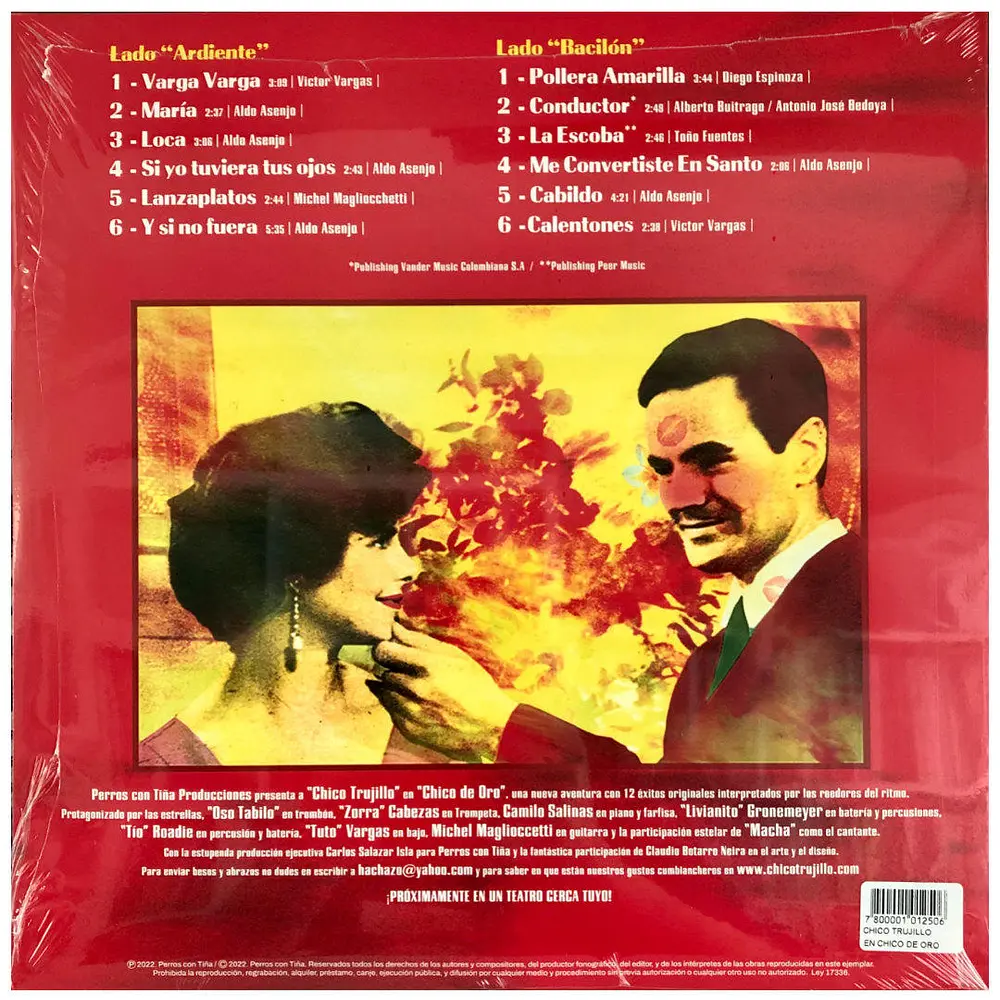 Lado "Ardiente"
1 - Varga Varga 3:09 | Victor Vargas |
2 - María 2:37 | Aldo Asenjo |
3 - Loca 3:06 | Aldo Asenjo |
4 - Si yo tuviera tus ojos 2:43 | Aldo Asenjo |
5 - Lanzaplatos 2:44 | Michel Magliocchetti |
6 - Y si no fuera 5:35 | Aldo Asenjo |
Lado "Bacilón"
1 - Pollera Amarilla 3:44 | Diego Espinoza |
2 - Conductor* 2:48 | Alberto Buitrago / Antonio José Bedoya |
3 - La Escoba** 2:46 | Toño Fuentes |
4 - Me Convertiste En Santo 2:06 | Aldo Asenjo |
5 - Cabildo 4:21 | Aldo Asenjo |
6 -Calentones 2:38 | Victor Vargas |
*Publishing Vander Music Colombiana S.A / **Publishing Peer Music
Perros con Tiña Producciones presenta a "Chico Trujillo" en "Chico de Oro", una nueva aventura con 12 éxitos originales interpretados por los roedores del ritmo.
Protagonizado por las estrellas, "Oso Tabilo" en trombón, "Zorra" Cabezas en Trompeta, Camilo Salinas en piano y farfisa, "Livianito" Gronemeyer en batería y percusiones,
"Tío" Roadie en percusión y batería, "Tuto" Vargas en bajo, Michel Maglioccetti en guitarra y la participación estelar de "Macha" como el cantante.
Con la estupenda producción ejecutiva Carlos Salazar Isla para Perros con Tiña y la fantástica participación de Claudio Botarro Neira en el arte y el diseño.
Para enviar besos y abrazos no dudes en escribir a hachazo@yahoo.com y para saber en que están nuestros gustos cumbiancheros en www.chicotrujillo.com
¡PRÓXIMAMENTE EN UN TEATRO CERCA TUYO!
7 800001 012506
CHICO TRUJILLO
EN CHICO DE ORO
Ⓟ 2022. Perros con Tiña / © 2022. Perros con Tiña. Reservados todos los derechos de los autores y compositores, del productor fonográfico, del editor, y de los intérpretes de las obras reproducidas en este ejemplar.
Prohibida la reproducción, regrabación, alquiler, préstamo, canje, ejecución pública, y difusión por cualquier medio y procedimiento sin previa autorización o cualquier otro uso no autorizado. Ley 17336.